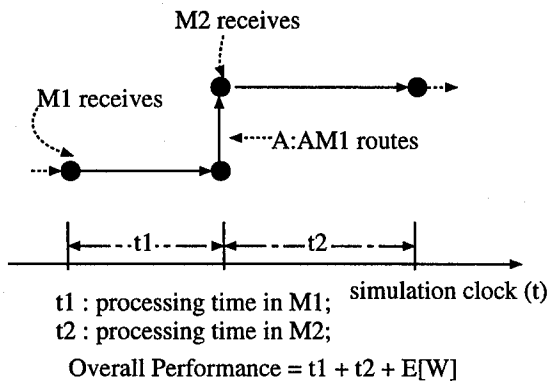 M2 receives
M1 receives
A:AM1 routes
t1
t2
simulation clock (t)
t1 : processing time in M1;
t2 : processing time in M2;
Overall Performance = t1 + t2 + E[W]